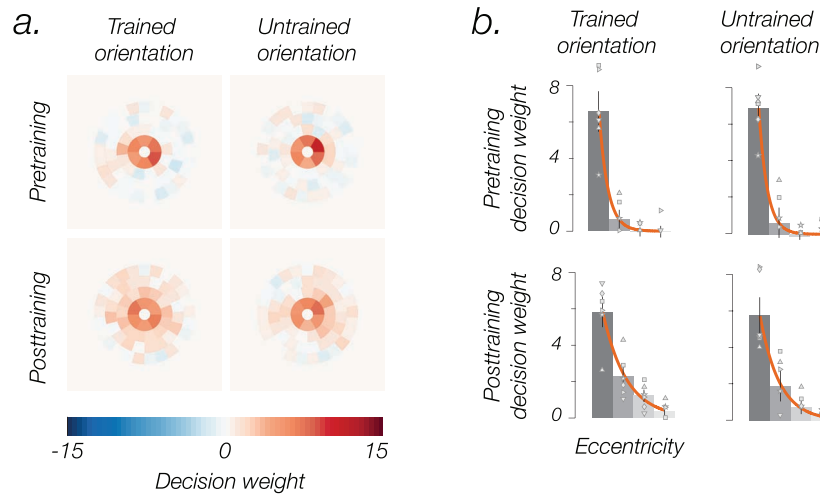 a.
Trained
orientation
Untrained
orientation
Pretraining
Posttraining
-15
0
15
Decision weight
b.
Trained
orientation
Untrained
orientation
Pretraining
decision weight
8
4
0
Posttraining
decision weight
8
4
0
Eccentricity